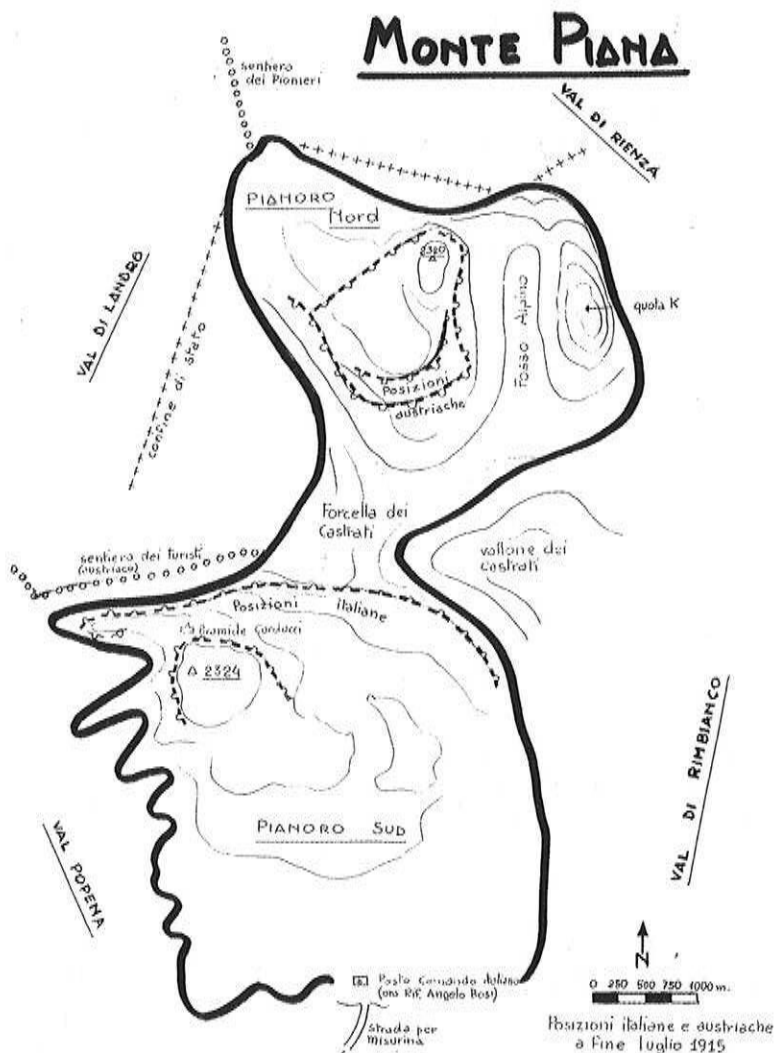 MONTE PIANA
sentiero
dei Pionieri
VAL DI RIENZA
PIANORO
Nord
2320
quota K
Fosso Alpino
VAL DI LANDRO
confine di stato
Posizioni
austriache
Forcella dei
Castrati
vallone dei
Castrati
sentiero dei turisti
(austriaco)
Posizioni italiane
Piramide Carducci
2324
VAL DI RIMBIANCO
PIANORO SUD
VAL POPENA
N
Posto Comando italiano
(ora Rif. Angelo Bosi)
strada per
misurina
0 250 500 750 1000 m.
Posizioni italiane e austriache
a fine luglio 1915